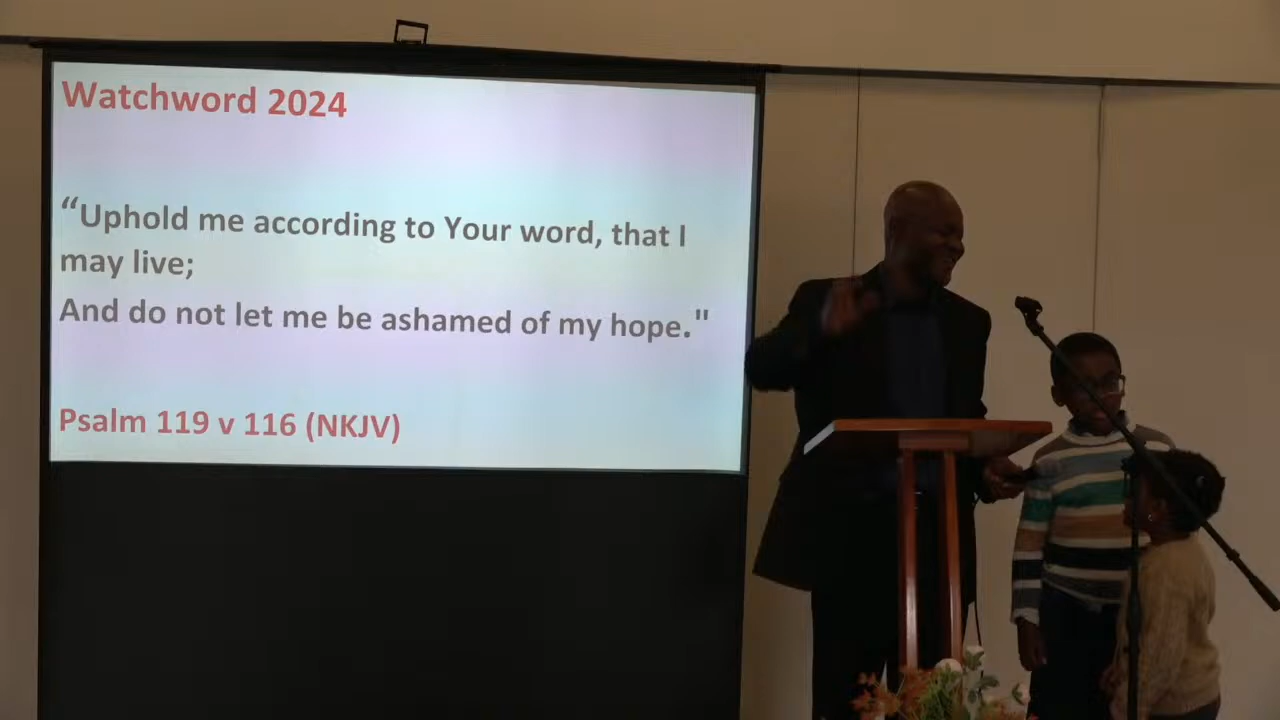 Watchword 2024
“Uphold me according to Your word, that I
may live;
And do not let me be ashamed of my hope."
Psalm 119 v 116 (NKJV)